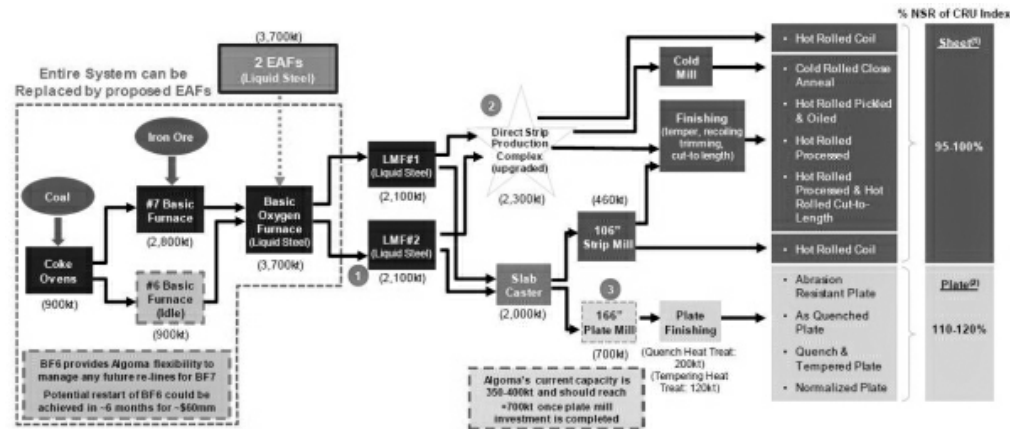 % NSR of CRU Index
(3,700kt)
2 EAFs
(Liquid Steel)
Entire System can be
Replaced by proposed EAFs
Iron Ore
Coal
Coke
Ovens
(900kt)
#7 Basic
Furnace
(2,800kt)
#6 Basic
Furnace
(Idle)
(900kt)
Basic
Oxygen
Furnace
(Liquid Steel)
(3,700kt)
BF6 provides Algoma flexibility to
manage any future re-lines for BF7
Potential restart of BF6 could be
achieved in ~6 months for ~$60mm
1
LMF#1
(Liquid Steel)
(2,100kt)
LMF#2
(Liquid Steel)
(2,100kt)
2
Direct Strip
Production
Complex
(upgraded)
(2,300kt)
Slab
Caster
(2,000kt)
Cold
Mill
Finishing
(temper, recoiling
trimming,
cut-to length)
(460kt)
106”
Strip Mill
3
166”
Plate Mill
(700kt)
Plate
Finishing
(Quench Heat Treat:
200kt)
(Tempering Heat
Treat: 120kt)
Algoma's current capacity is
350-400kt and should reach
~700kt once plate mill
investment is completed
• Hot Rolled Coil
• Cold Rolled Close
Anneal
• Hot Rolled Pickled
& Oiled
• Hot Rolled
Processed
• Hot Rolled
Processed & Hot
Rolled Cut-to-
Length
• Hot Rolled Coil
• Abrasion
Resistant Plate
• As Quenched
Plate
• Quench &
Tempered Plate
• Normalized Plate
Sheet(1)
95-100%
Plate(2)
110-120%